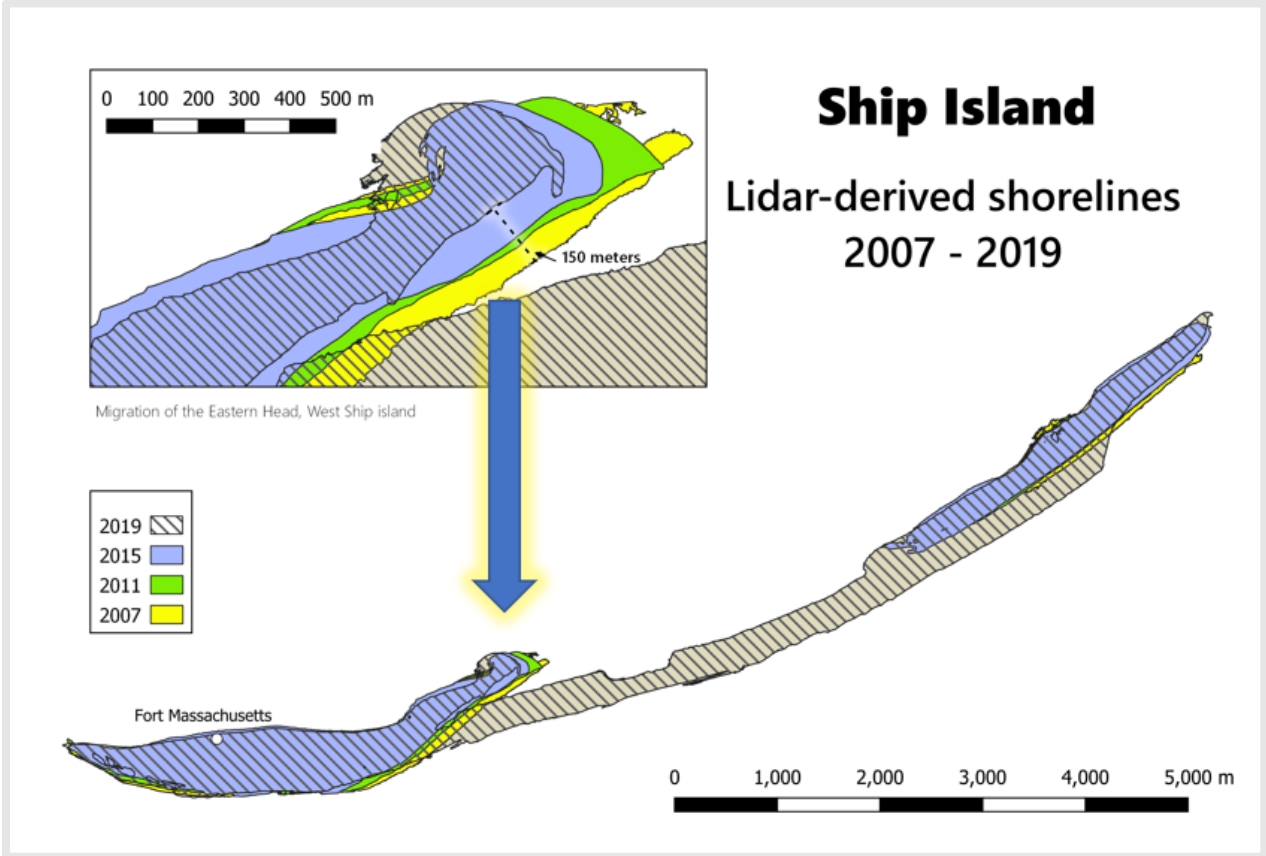 Ship Island
Lidar-derived shorelines
2007 - 2019
0 100 200 300 400 500 m
150 meters
Migration of the Eastern Head, West Ship island
2019
2015
2011
2007
Fort Massachusetts
0 1,000 2,000 3,000 4,000 5,000 m